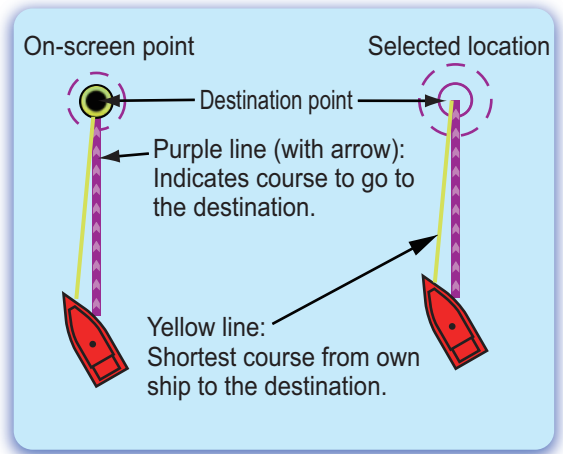 On-screen point
Selected location
Destination point
Purple line (with arrow):
Indicates course to go to
the destination.
Yellow line:
Shortest course from own
ship to the destination.